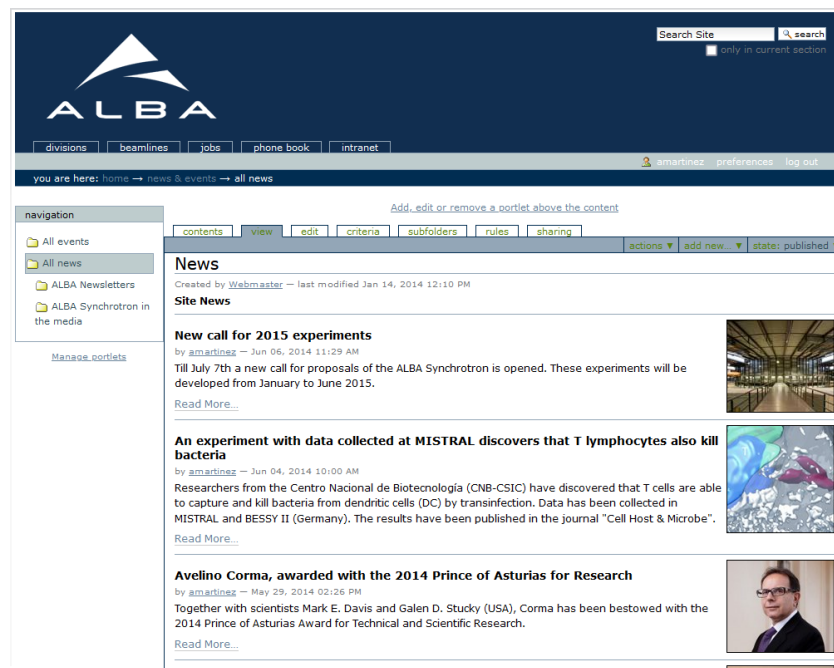 Search Site
search
only in current section
ALBA
divisions
beamlines
jobs
phone book
intranet
amartinez preferences log out
you are here: home → news & events → all news
navigation
All events
All news
ALBA Newsletters
ALBA Synchrotron in
the media
Manage portlets
Add, edit or remove a portlet above the content
contents
view
edit
criteria
subfolders
rules
sharing
actions ▼
add new... ▼
state: published
News
Created by Webmaster — last modified Jan 14, 2014 12:10 PM
Site News
New call for 2015 experiments
by amartinez — Jun 06, 2014 11:29 AM
Till July 7th a new call for proposals of the ALBA Synchrotron is opened. These experiments will be
developed from January to June 2015.
Read More...
An experiment with data collected at MISTRAL discovers that T lymphocytes also kill
bacteria
by amartinez — Jun 04, 2014 10:00 AM
Researchers from the Centro Nacional de Biotecnología (CNB-CSIC) have discovered that T cells are able
to capture and kill bacteria from dendritic cells (DC) by transinfection. Data has been collected in
MISTRAL and BESSY II (Germany). The results have been published in the journal "Cell Host & Microbe".
Read More...
Avelino Corma, awarded with the 2014 Prince of Asturias for Research
by amartinez — May 29, 2014 02:26 PM
Together with scientists Mark E. Davis and Galen D. Stucky (USA), Corma has been bestowed with the
2014 Prince of Asturias Award for Technical and Scientific Research.
Read More...